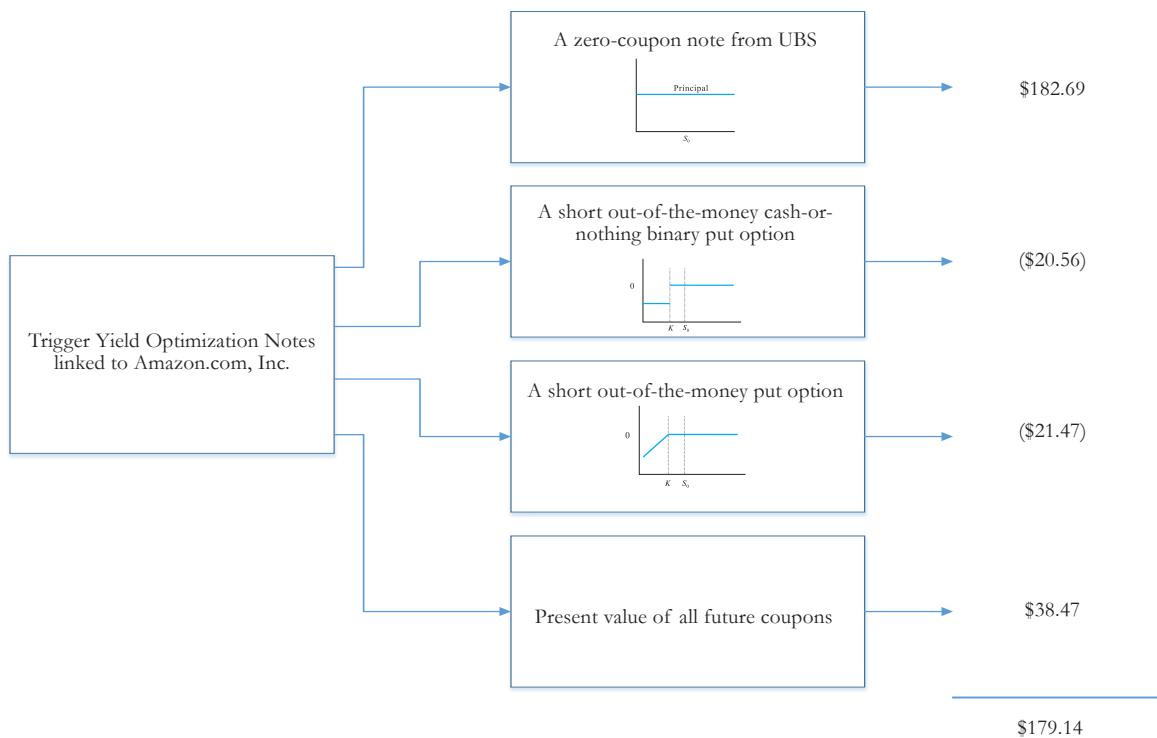 A zero-coupon note from UBS
Principal
S0
$182.69
A short out-of-the-money cash-or-
nothing binary put option
0
K S0
($20.56)
Trigger Yield Optimization Notes
linked to Amazon.com, Inc.
A short out-of-the-money put option
0
K S0
($21.47)
Present value of all future coupons
$38.47
$179.14